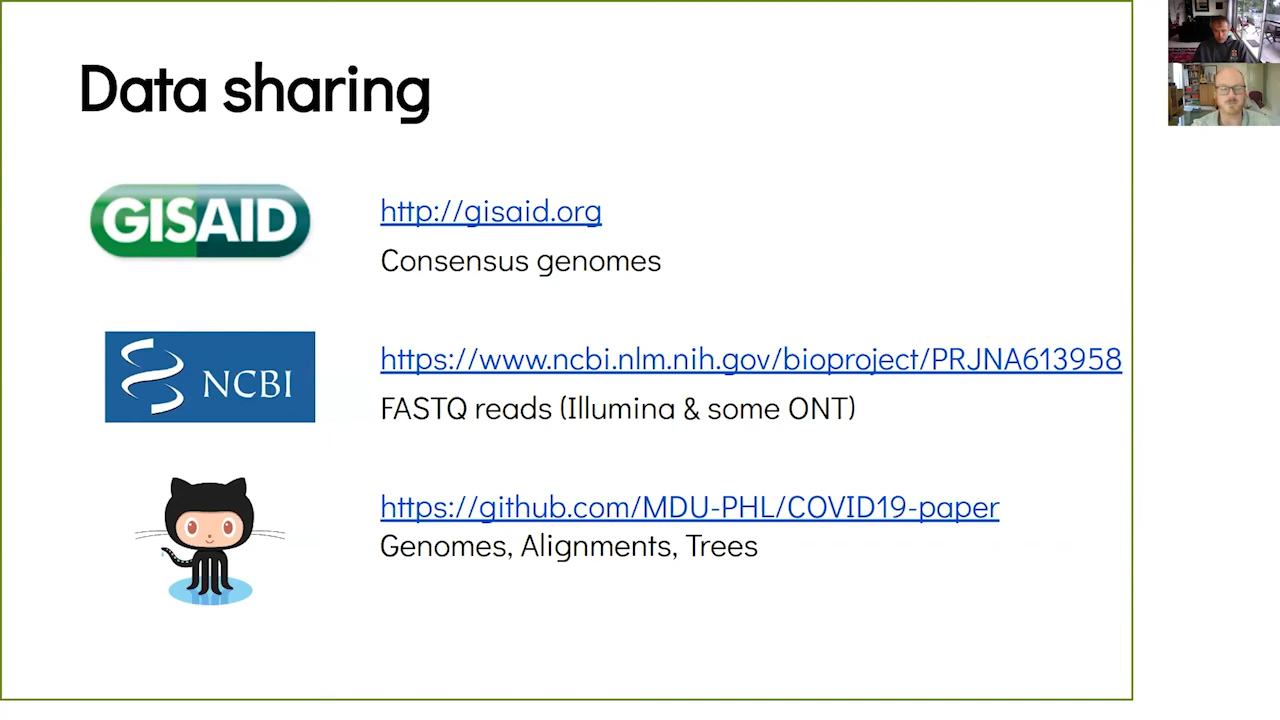 Data sharing
GISAID
http://gisaid.org
Consensus genomes
NCBI
https://www.ncbi.nlm.nih.gov/bioproject/PRJNA613958
FASTQ reads (Illumina & some ONT)
https://github.com/MDU-PHL/COVID19-paper
Genomes, Alignments, Trees